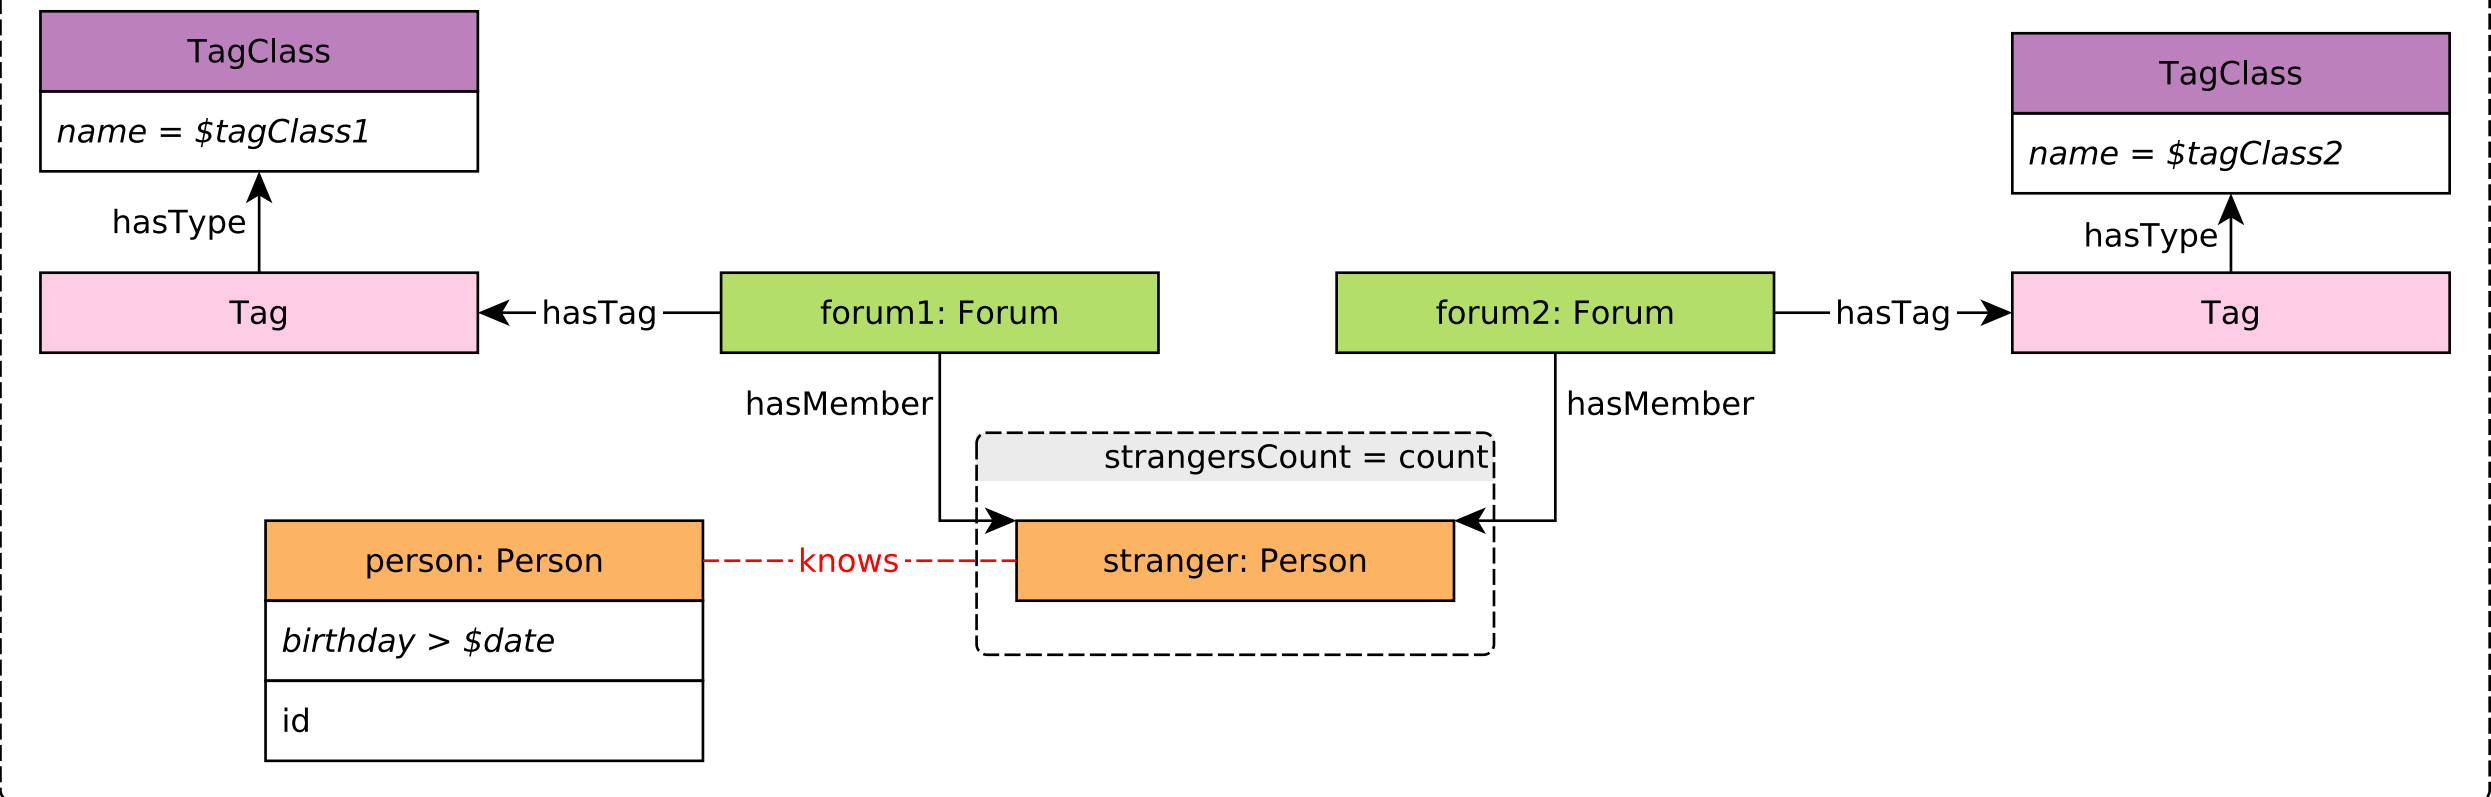 TagClass
name = $tagClass1
hasType
Tag
hasTag
forum1: Forum
hasMember
TagClass
name = $tagClass2
hasType
forum2: Forum
hasTag
Tag
hasMember
strangersCount = count
person: Person
birthday > $date
id
knows
stranger: Person